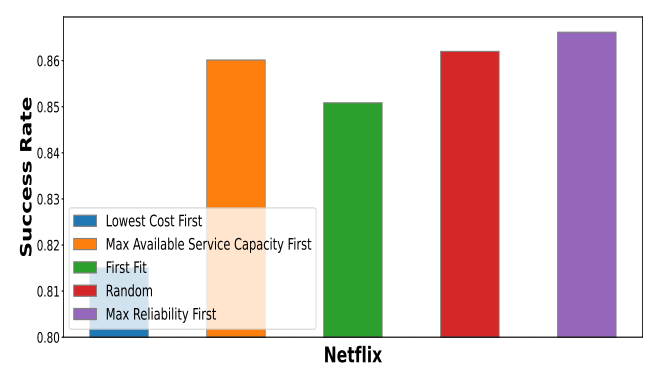 Success Rate
0.86
0.85
0.84
0.83
0.82
0.81
0.80
Lowest Cost First
Max Available Service Capacity First
First Fit
Random
Max Reliability First
Netflix